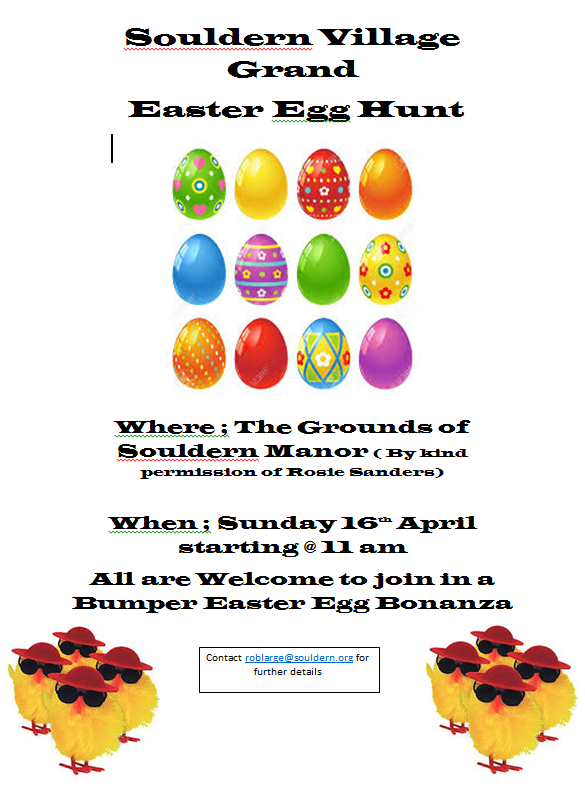 Souldern Village
Grand
Easter Egg Hunt
Where ; The Grounds of
Souldern Manor ( By kind
permission of Rosie Sanders)
When ; Sunday 16th April
starting @ 11 am
All are Welcome to join in a
Bumper Easter Egg Bonanza
Contact roblarge@souldern.org for
further details